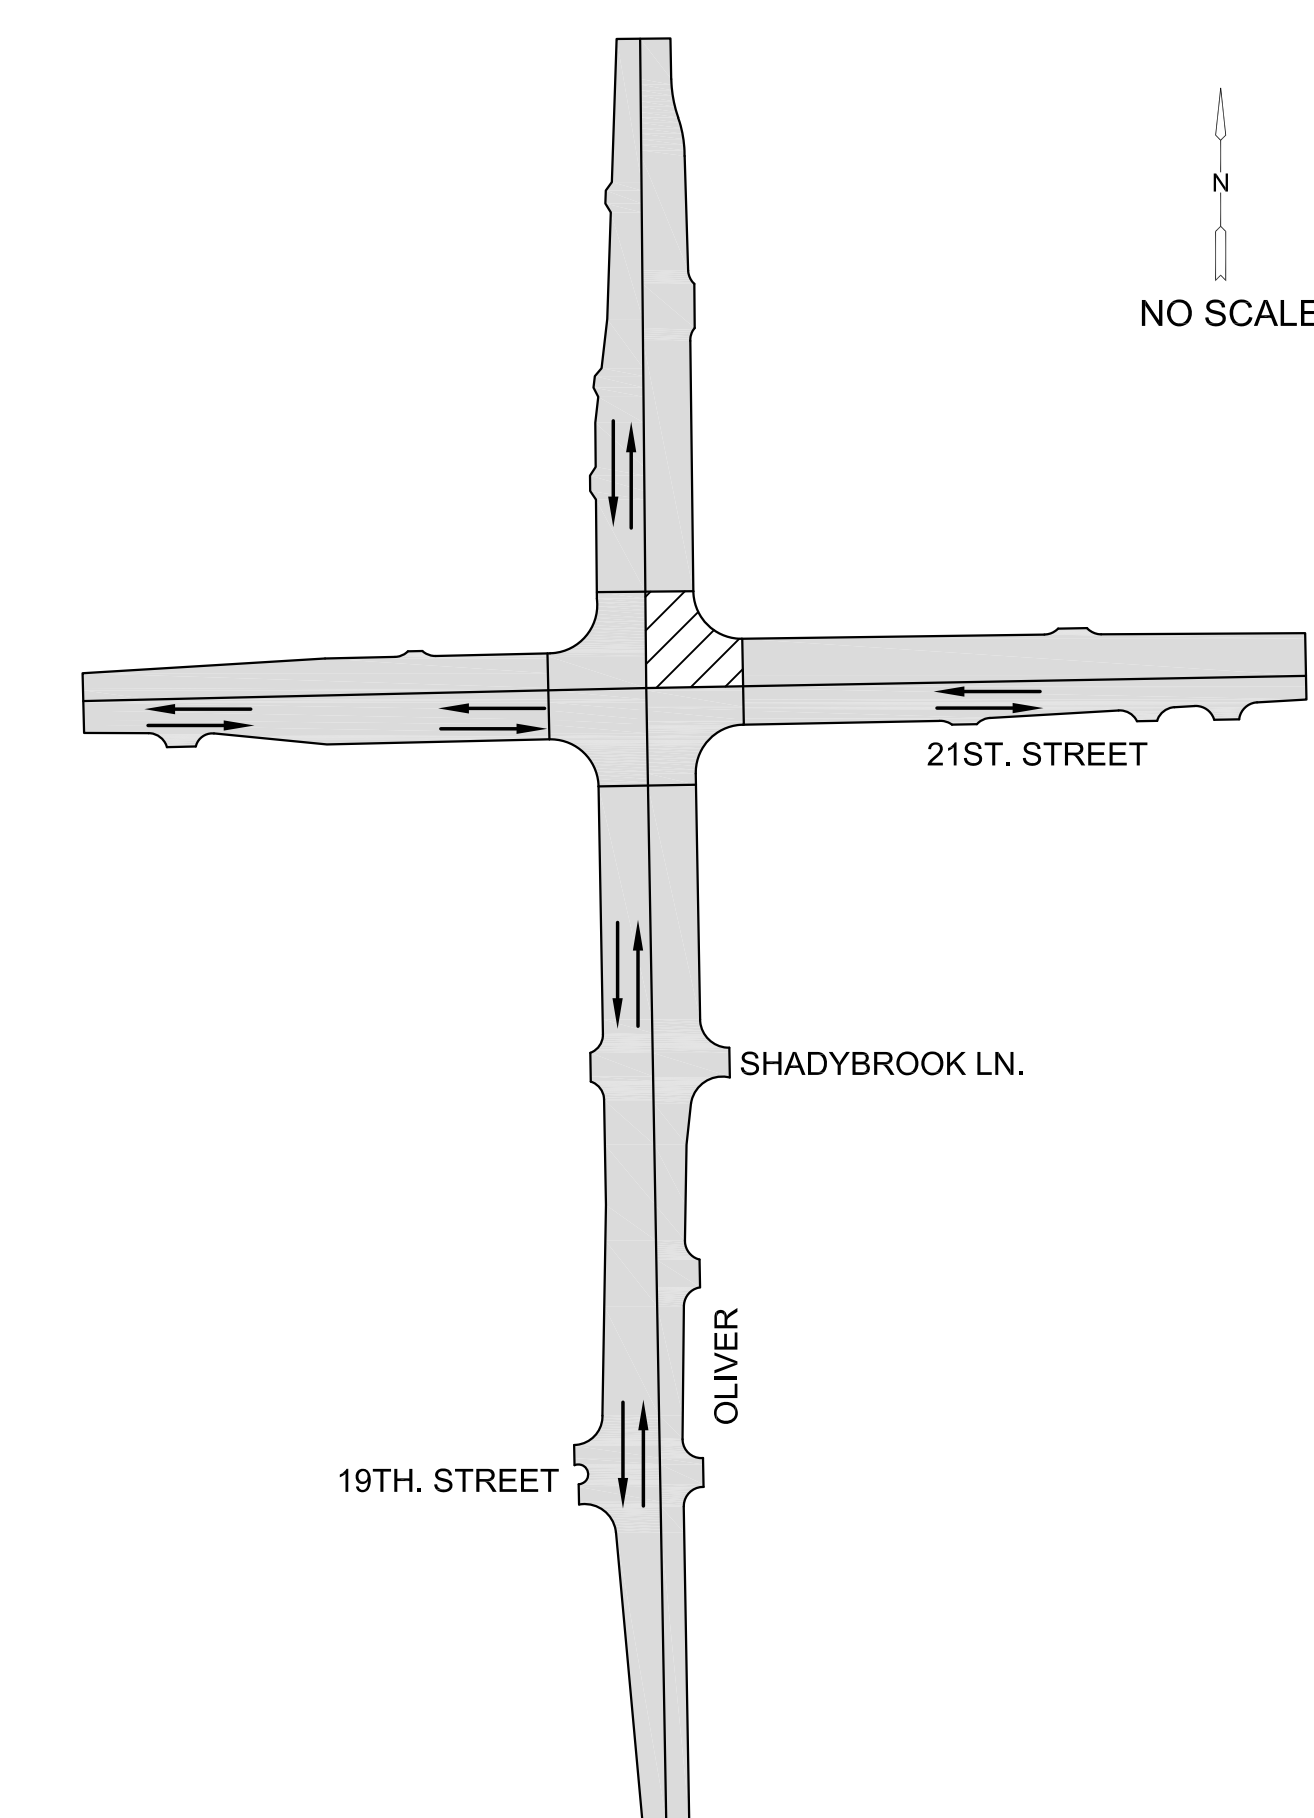 N
NO SCALE
21ST. STREET
SHADYBROOK LN.
OLIVER
19TH. STREET